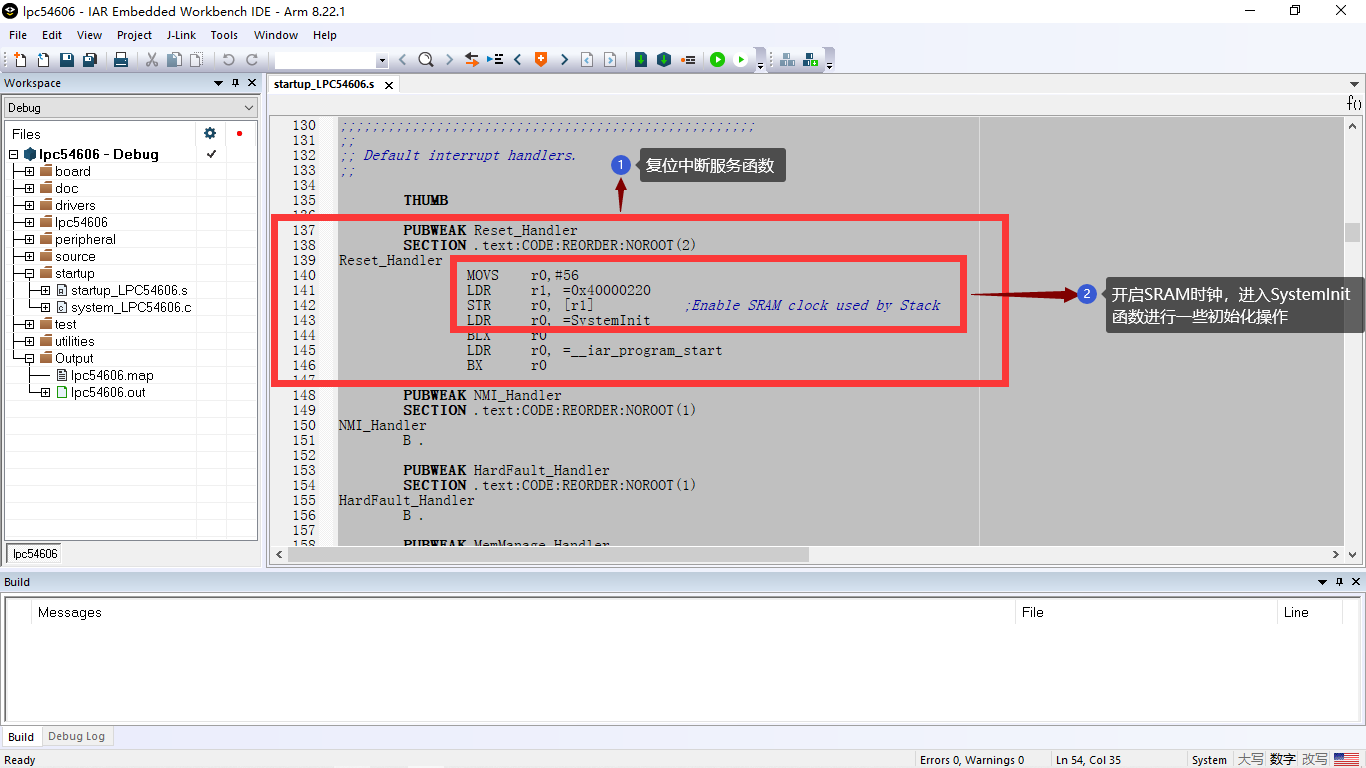 lpc54606 - IAR Embedded Workbench IDE - Arm 8.22.1
File Edit View Project J-Link Tools Window Help
Workspace
startup_LPC54606.s
Debug
f()
Files
lpc54606 - Debug
board
doc
drivers
lpc54606
peripheral
source
startup
startup_LPC54606.s
system_LPC54606.c
test
utilities
Output
lpc54606.map
lpc54606.out
lpc54606
130 ;;;;;;;;;;;;;;;;;;;;;;;;;;;;;;;;;;;;;;;;;;;;;;;;;;;;
131 ;;
132 ;; Default interrupt handlers.
133 ;;
134
135 THUMB
136
137 PUBWEAK Reset_Handler
138 SECTION .text:CODE:REORDER:NOROOT(2)
139 Reset_Handler
140 MOVS r0,#56
141 LDR r1, =0x40000220
142 STR r0, [r1] ;Enable SRAM clock used by Stack
143 LDR r0, =SystemInit
144 BLX r0
145 LDR r0, =__iar_program_start
146 BX r0
147
148 PUBWEAK NMI_Handler
149 SECTION .text:CODE:REORDER:NOROOT(1)
150 NMI_Handler
151 B .
152
153 PUBWEAK HardFault_Handler
154 SECTION .text:CODE:REORDER:NOROOT(1)
155 HardFault_Handler
156 B .
157
158 PUBWEAK MemManage_Handler
1 复位中断服务函数
2 开启SRAM时钟，进入SystemInit
函数进行一些初始化操作
Build
Messages File Line
Build Debug Log
Ready Errors 0, Warnings 0 Ln 54, Col 35 System 大写 数字 改写